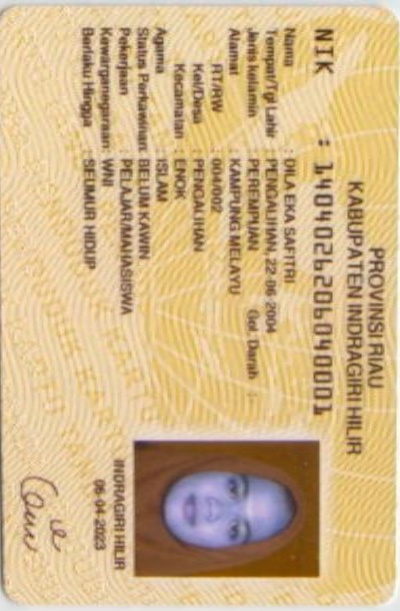 PROVINSI RIAU
KABUPATEN INDRAGIRI HILIR
NIK : 1404026206040001
Nama : DILA EKA SAFITRI
Tempat/Tgl Lahir : PENGALIHAN, 22-06-2004
Jenis kelamin : PEREMPUAN Gol. Darah :
Alamat : KAMPUNG MELAYU
RT/RW : 004/002
Kel/Desa : PENGALIHAN
Kecamatan : ENOK
Agama : ISLAM
Status Perkawinan: BELUM KAWIN
Pekerjaan : PELAJAR/MAHASISWA
Kewarganegaraan: WNI
Berlaku Hingga : SEUMUR HIDUP
INDRAGIRI HILIR
06-04-2023